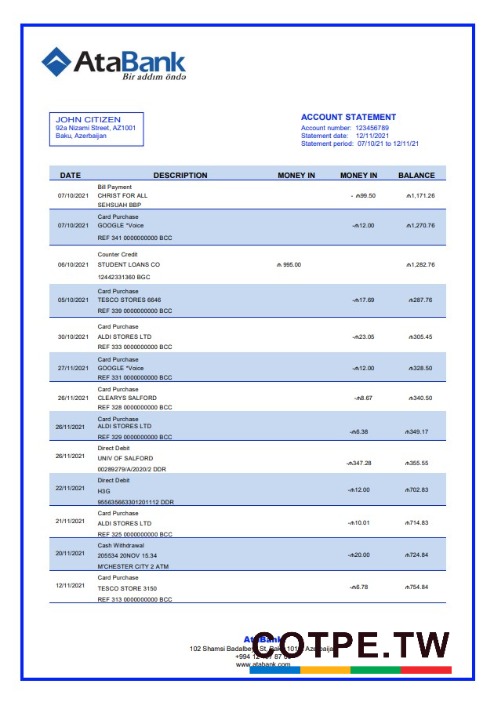 AtaBank
Bir addım öndə
JOHN CITIZEN
92a Nizami Street, AZ1001
Baku, Azerbaijan
ACCOUNT STATEMENT
Account number: 123456789
Statement date: 12/11/2021
Statement period: 07/10/21 to 12/11/21
DATE DESCRIPTION MONEY IN MONEY IN BALANCE
Bill Payment
07/10/2021 CHRIST FOR ALL - ₼99.50 ₼1,171.26
SEHSUAH BBP
Card Purchase
07/10/2021 GOOGLE *Voice -₼12.00 ₼1,270.76
REF 341 0000000000 BCC
Counter Credit
06/10/2021 STUDENT LOANS CO ₼ 995.00 ₼1,282.76
12442331360 BGC
Card Purchase
05/10/2021 TESCO STORES 6646 -₼17.69 ₼287.76
REF 339 0000000000 BCC
Card Purchase
30/10/2021 ALDI STORES LTD -₼23.05 ₼305.45
REF 333 0000000000 BCC
Card Purchase
27/11/2021 GOOGLE *Voice -₼12.00 ₼328.50
REF 331 0000000000 BCC
Card Purchase
26/11/2021 CLEARYS SALFORD -₼8.67 ₼340.50
REF 328 0000000000 BCC
Card Purchase
26/11/2021 ALDI STORES LTD -₼6.38 ₼349.17
REF 329 0000000000 BCC
Direct Debit
26/11/2021 UNIV OF SALFORD -₼347.28 ₼355.55
00289279/A/2020/2 DDR
Direct Debit
22/11/2021 H3G -₼12.00 ₼702.83
955635663301201112 DDR
Card Purchase
21/11/2021 ALDI STORES LTD -₼10.01 ₼714.83
REF 325 0000000000 BCC
Cash Withdrawal
20/11/2021 205534 20NOV 15.34 -₼20.00 ₼724.84
M'CHESTER CITY 2 ATM
Card Purchase
12/11/2021 TESCO STORE 3150 -₼6.78 ₼754.84
REF 313 0000000000 BCC
AtaBank
102 Shamsi Badalbey St, Baku
+994 12
www.atabank.com
COTPE.TW